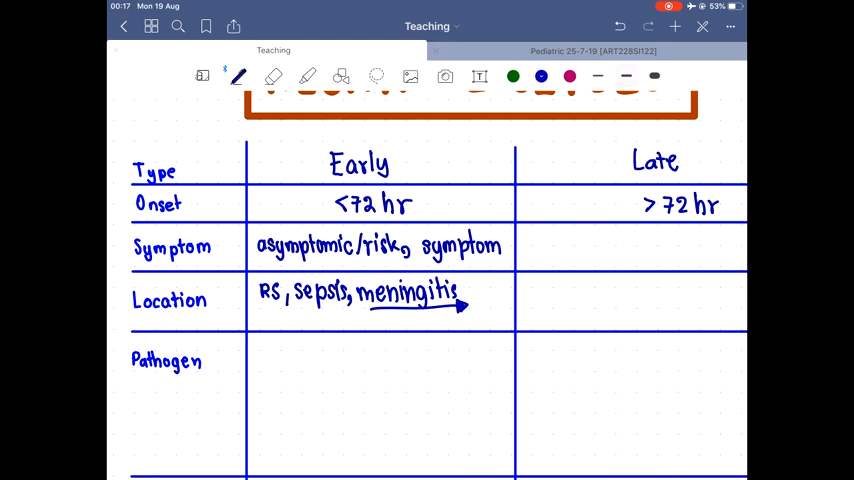 00:17 Mon 19 Aug
53%
Teaching
Teaching
Pediatric 25-7-19 [ART228SI122]
Type Early Late
Onset <72 hr >72 hr
Symptom asymptomic/risk, symptom
Location RS, sepsis, meningitis
Pathogen